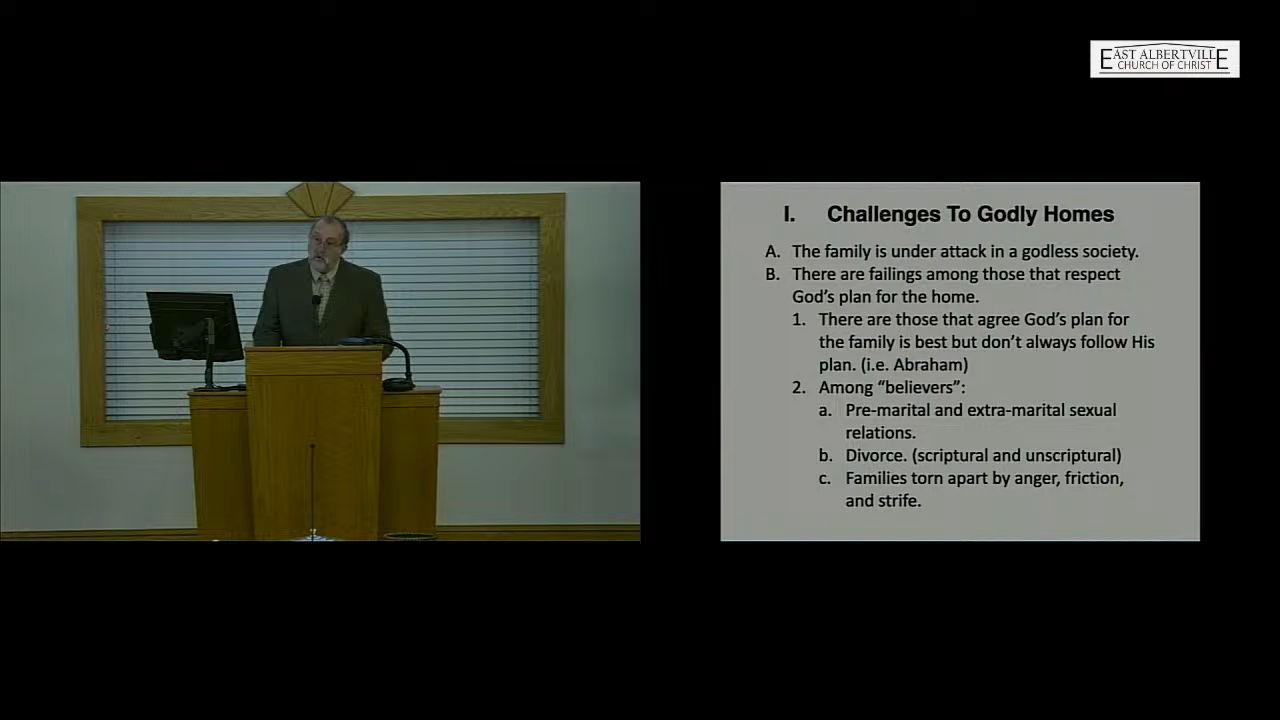 EAST ALBERTVILLE
CHURCH OF CHRIST
I. Challenges To Godly Homes
A. The family is under attack in a godless society.
B. There are failings among those that respect
God’s plan for the home.
1. There are those that agree God’s plan for
the family is best but don’t always follow His
plan. (i.e. Abraham)
2. Among “believers”:
a. Pre-marital and extra-marital sexual
relations.
b. Divorce. (scriptural and unscriptural)
c. Families torn apart by anger, friction,
and strife.